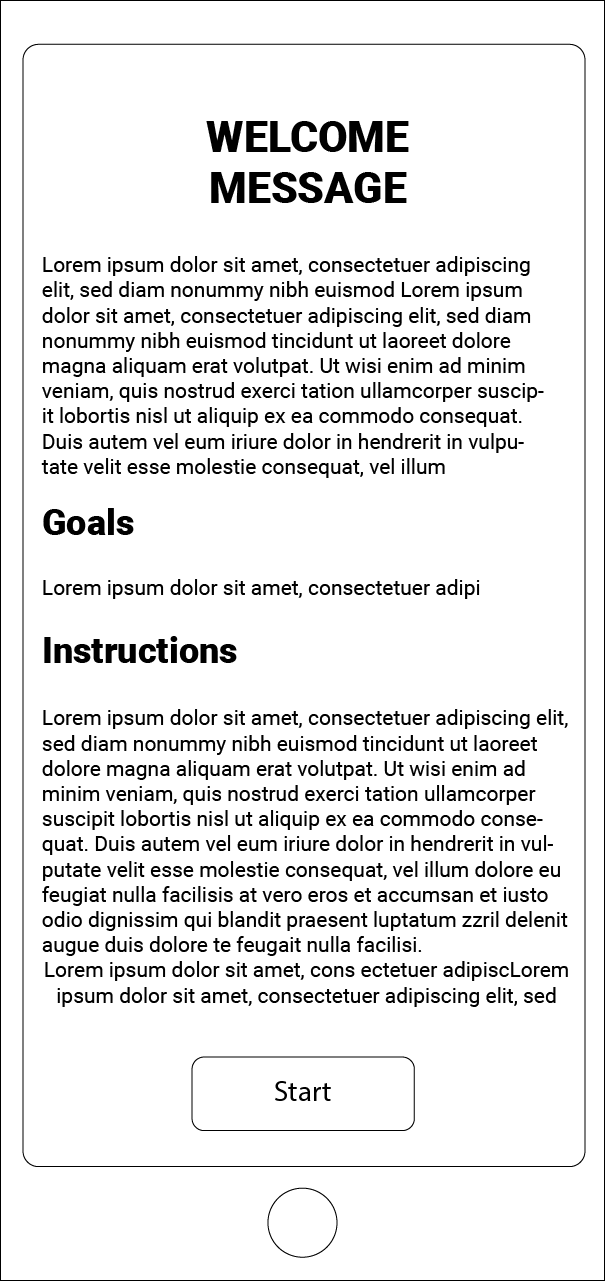 WELCOME
MESSAGE
Lorem ipsum dolor sit amet, consectetuer adipiscing
elit, sed diam nonummy nibh euismod Lorem ipsum
dolor sit amet, consectetuer adipiscing elit, sed diam
nonummy nibh euismod tincidunt ut laoreet dolore
magna aliquam erat volutpat. Ut wisi enim ad minim
veniam, quis nostrud exerci tation ullamcorper suscip-
it lobortis nisl ut aliquip ex ea commodo consequat.
Duis autem vel eum iriure dolor in hendrerit in vulpu-
tate velit esse molestie consequat, vel illum
Goals
Lorem ipsum dolor sit amet, consectetuer adipi
Instructions
Lorem ipsum dolor sit amet, consectetuer adipiscing elit,
sed diam nonummy nibh euismod tincidunt ut laoreet
dolore magna aliquam erat volutpat. Ut wisi enim ad
minim veniam, quis nostrud exerci tation ullamcorper
suscipit lobortis nisl ut aliquip ex ea commodo conse-
quat. Duis autem vel eum iriure dolor in hendrerit in vul-
putate velit esse molestie consequat, vel illum dolore eu
feugiat nulla facilisis at vero eros et accumsan et iusto
odio dignissim qui blandit praesent luptatum zzril delenit
augue duis dolore te feugait nulla facilisi.
Lorem ipsum dolor sit amet, cons ectetuer adipiscLorem
ipsum dolor sit amet, consectetuer adipiscing elit, sed
Start